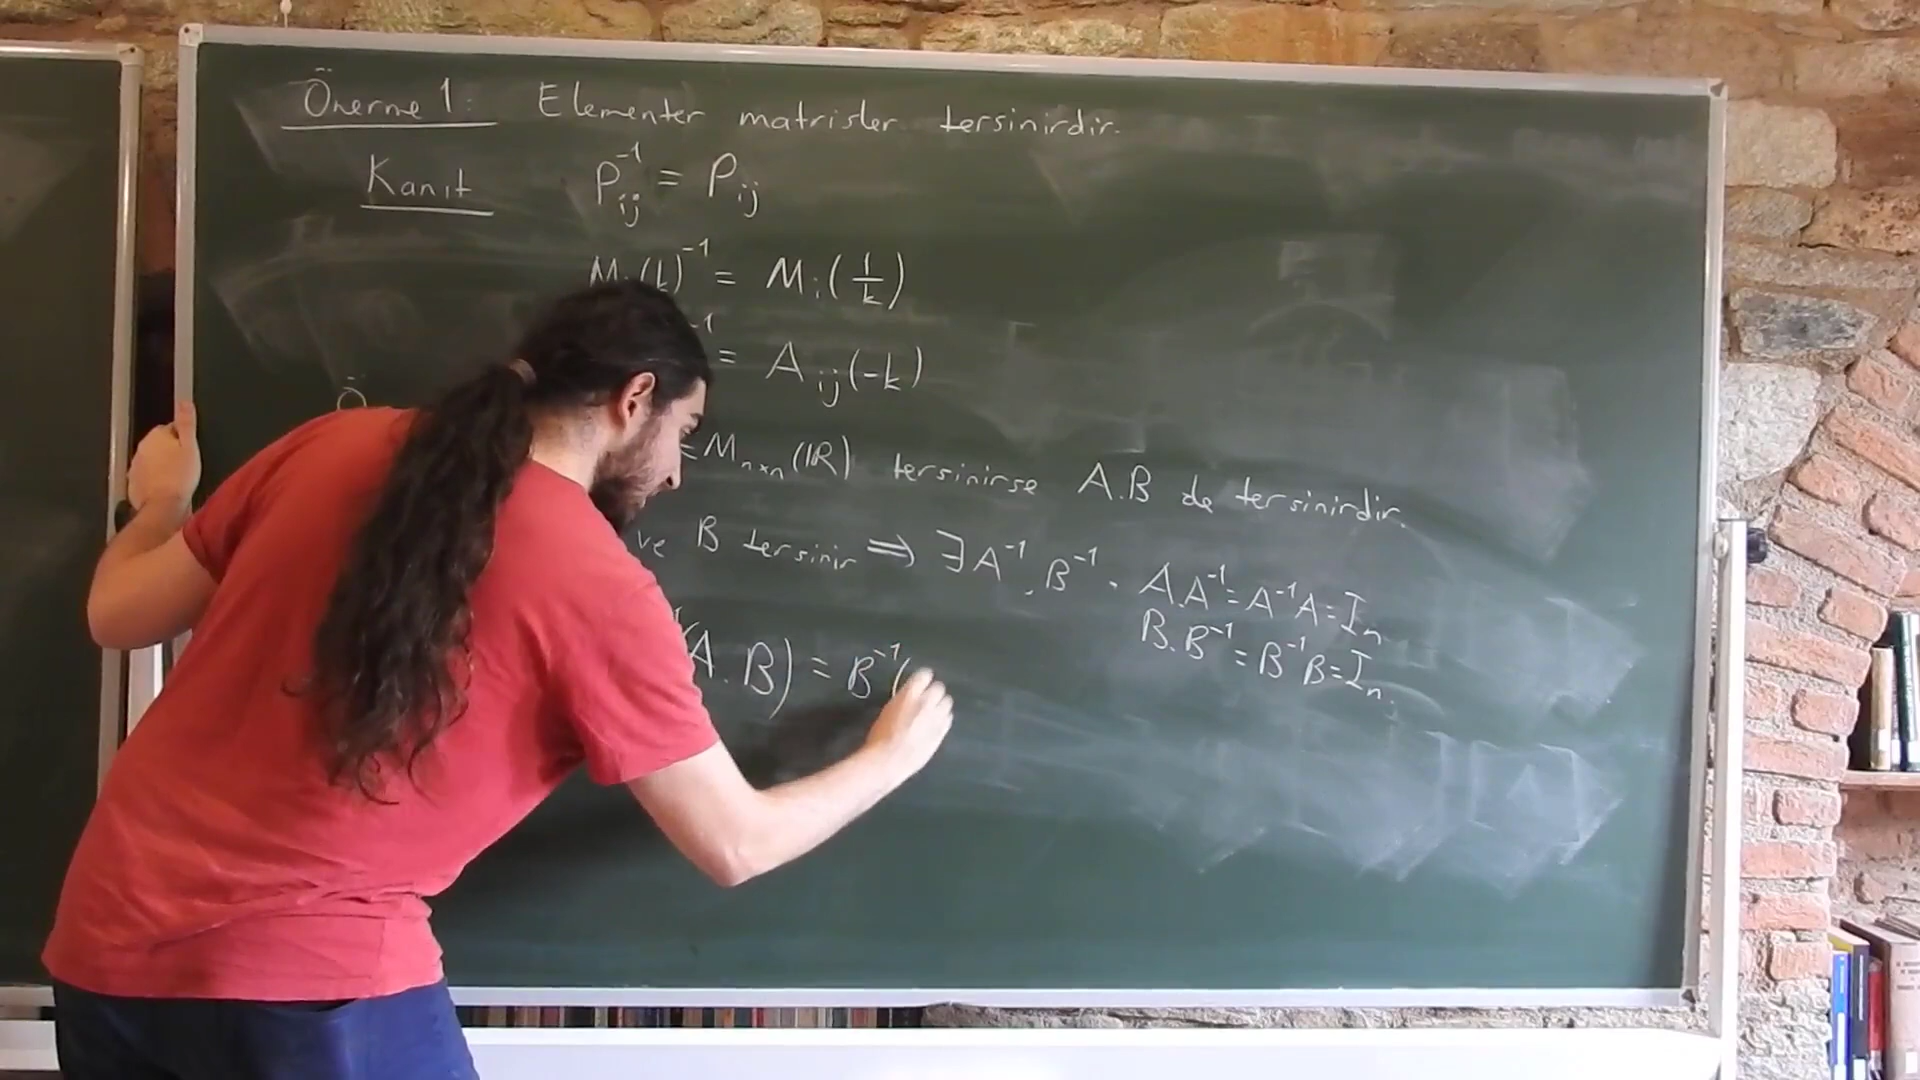 Önerme 1: Elementer matrisler tersinirdir.
Kanıt P_ij^-1 = P_ij
M_i(k)^-1 = M_i(1/k)
-1 = A_ij(-k)
Ö
∈ M_n×n(ℝ) tersinirse A.B de tersinirdir.
ve B tersinir ⇒ ∃A^-1, B^-1. A.A^-1 = A^-1A = I_n
B.B^-1 = B^-1B = I_n.
(A.B) = B^-1(